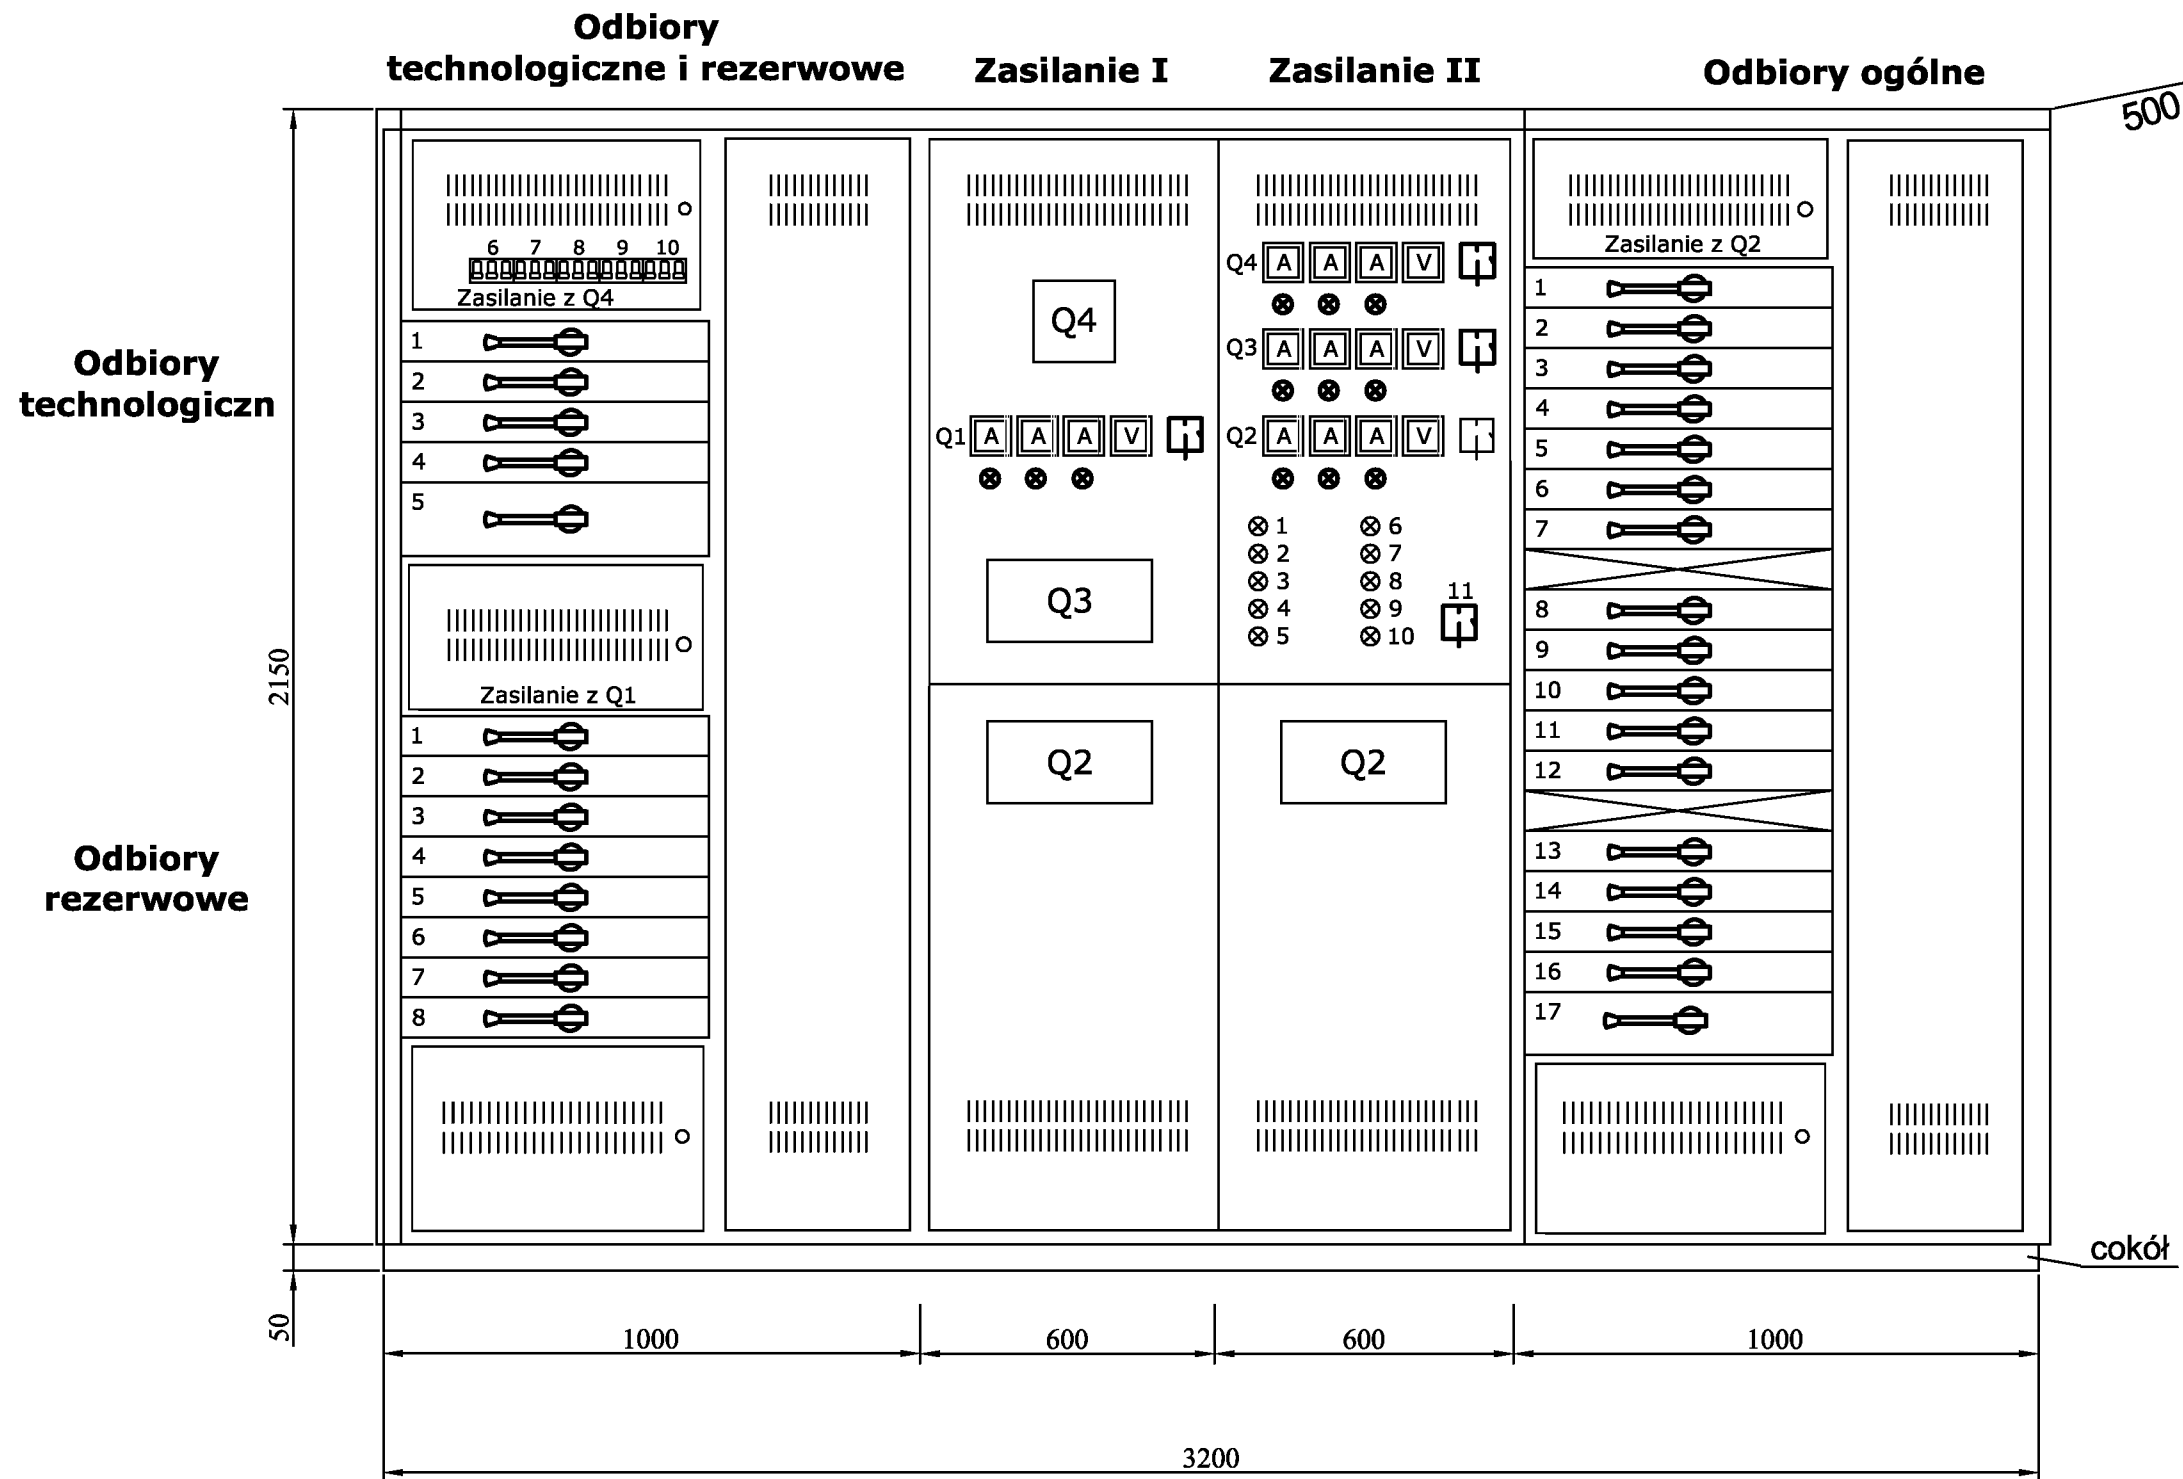 Odbiory
technologiczne i rezerwowe
Zasilanie I
Zasilanie II
Odbiory ogólne
500
6 7 8 9 10
Zasilanie z Q4
1
2
3
4
5
Zasilanie z Q1
1
2
3
4
5
6
7
8
Odbiory
technologiczn
Odbiory
rezerwowe
2150
50
Q4
Q1 A A A V
Q3
Q2
Q4 A A A V
Q3 A A A V
Q2 A A A V
1 6
2 7
3 8
4 9
5 10
11
Q2
Zasilanie z Q2
1
2
3
4
5
6
7
8
9
10
11
12
13
14
15
16
17
cokół
1000
600
600
1000
3200